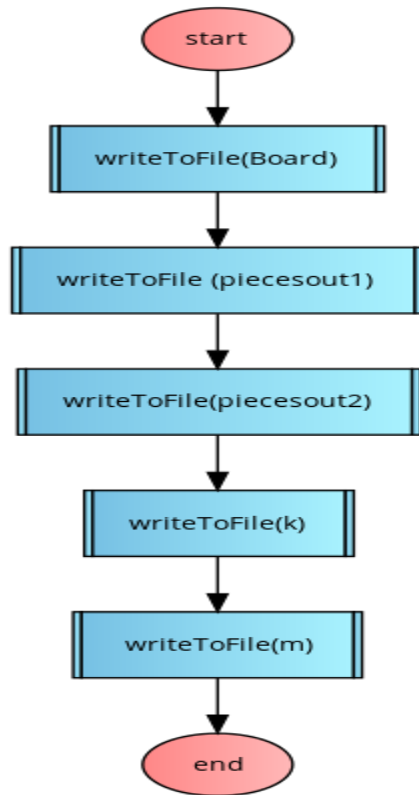 start
writeToFile(Board)
writeToFile (piecesout1)
writeToFile(piecesout2)
writeToFile(k)
writeToFile(m)
end